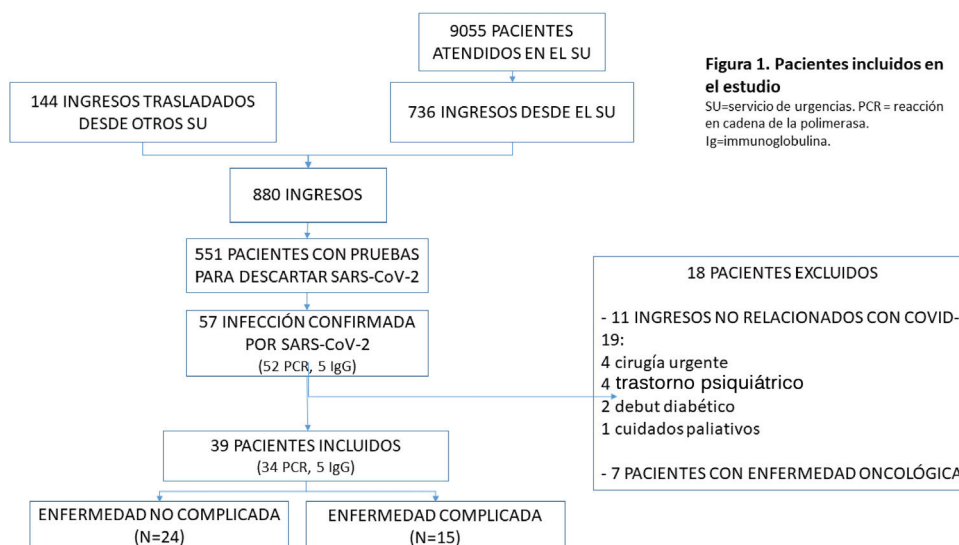 9055 PACIENTES
ATENDIDOS EN EL SU
Figura 1. Pacientes incluidos en
el estudio
SU=servicio de urgencias. PCR = reacción
en cadena de la polimerasa.
Ig=immunoglobulina.
144 INGRESOS TRASLADADOS
DESDE OTROS SU
736 INGRESOS DESDE EL SU
880 INGRESOS
551 PACIENTES CON PRUEBAS
PARA DESCARTAR SARS-CoV-2
57 INFECCIÓN CONFIRMADA
POR SARS-CoV-2
(52 PCR, 5 IgG)
18 PACIENTES EXCLUIDOS
- 11 INGRESOS NO RELACIONADOS CON COVID-
19:
4 cirugía urgente
4 trastorno psiquiátrico
2 debut diabético
1 cuidados paliativos
- 7 PACIENTES CON ENFERMEDAD ONCOLÓGICA
39 PACIENTES INCLUIDOS
(34 PCR, 5 IgG)
ENFERMEDAD NO COMPLICADA
(N=24)
ENFERMEDAD COMPLICADA
(N=15)